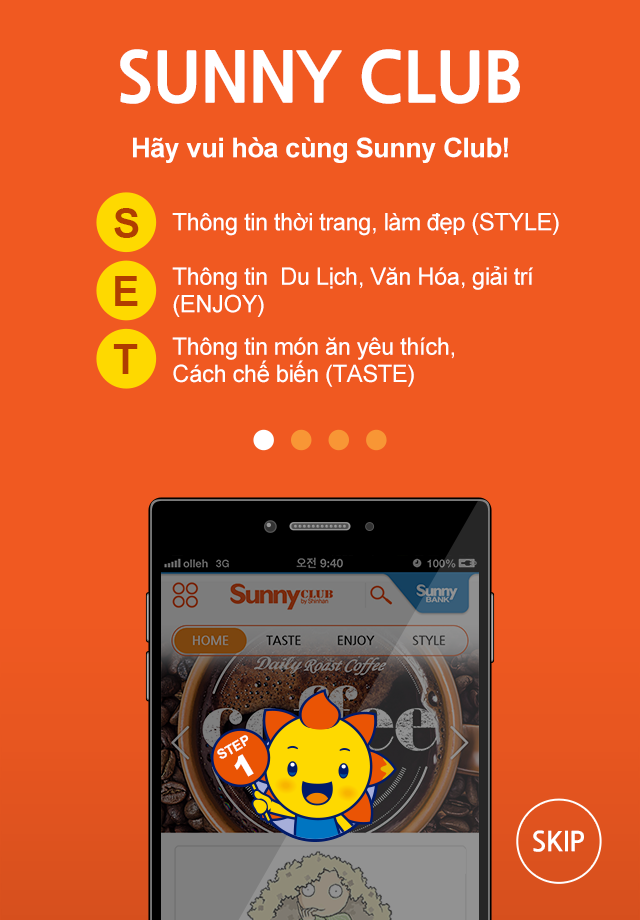 SUNNY CLUB
Hãy vui hòa cùng Sunny Club!
S Thông tin thời trang, làm đẹp (STYLE)
E Thông tin  Du Lịch, Văn Hóa, giải trí
(ENJOY)
T Thông tin món ăn yêu thích,
Cách chế biến (TASTE)
olleh 3G 오전 9:40 100%
Sunny CLUB
by Shinhan
Sunny
BANK
HOME TASTE ENJOY STYLE
Daily Roast Coffee
coffee
STEP
1
SKIP